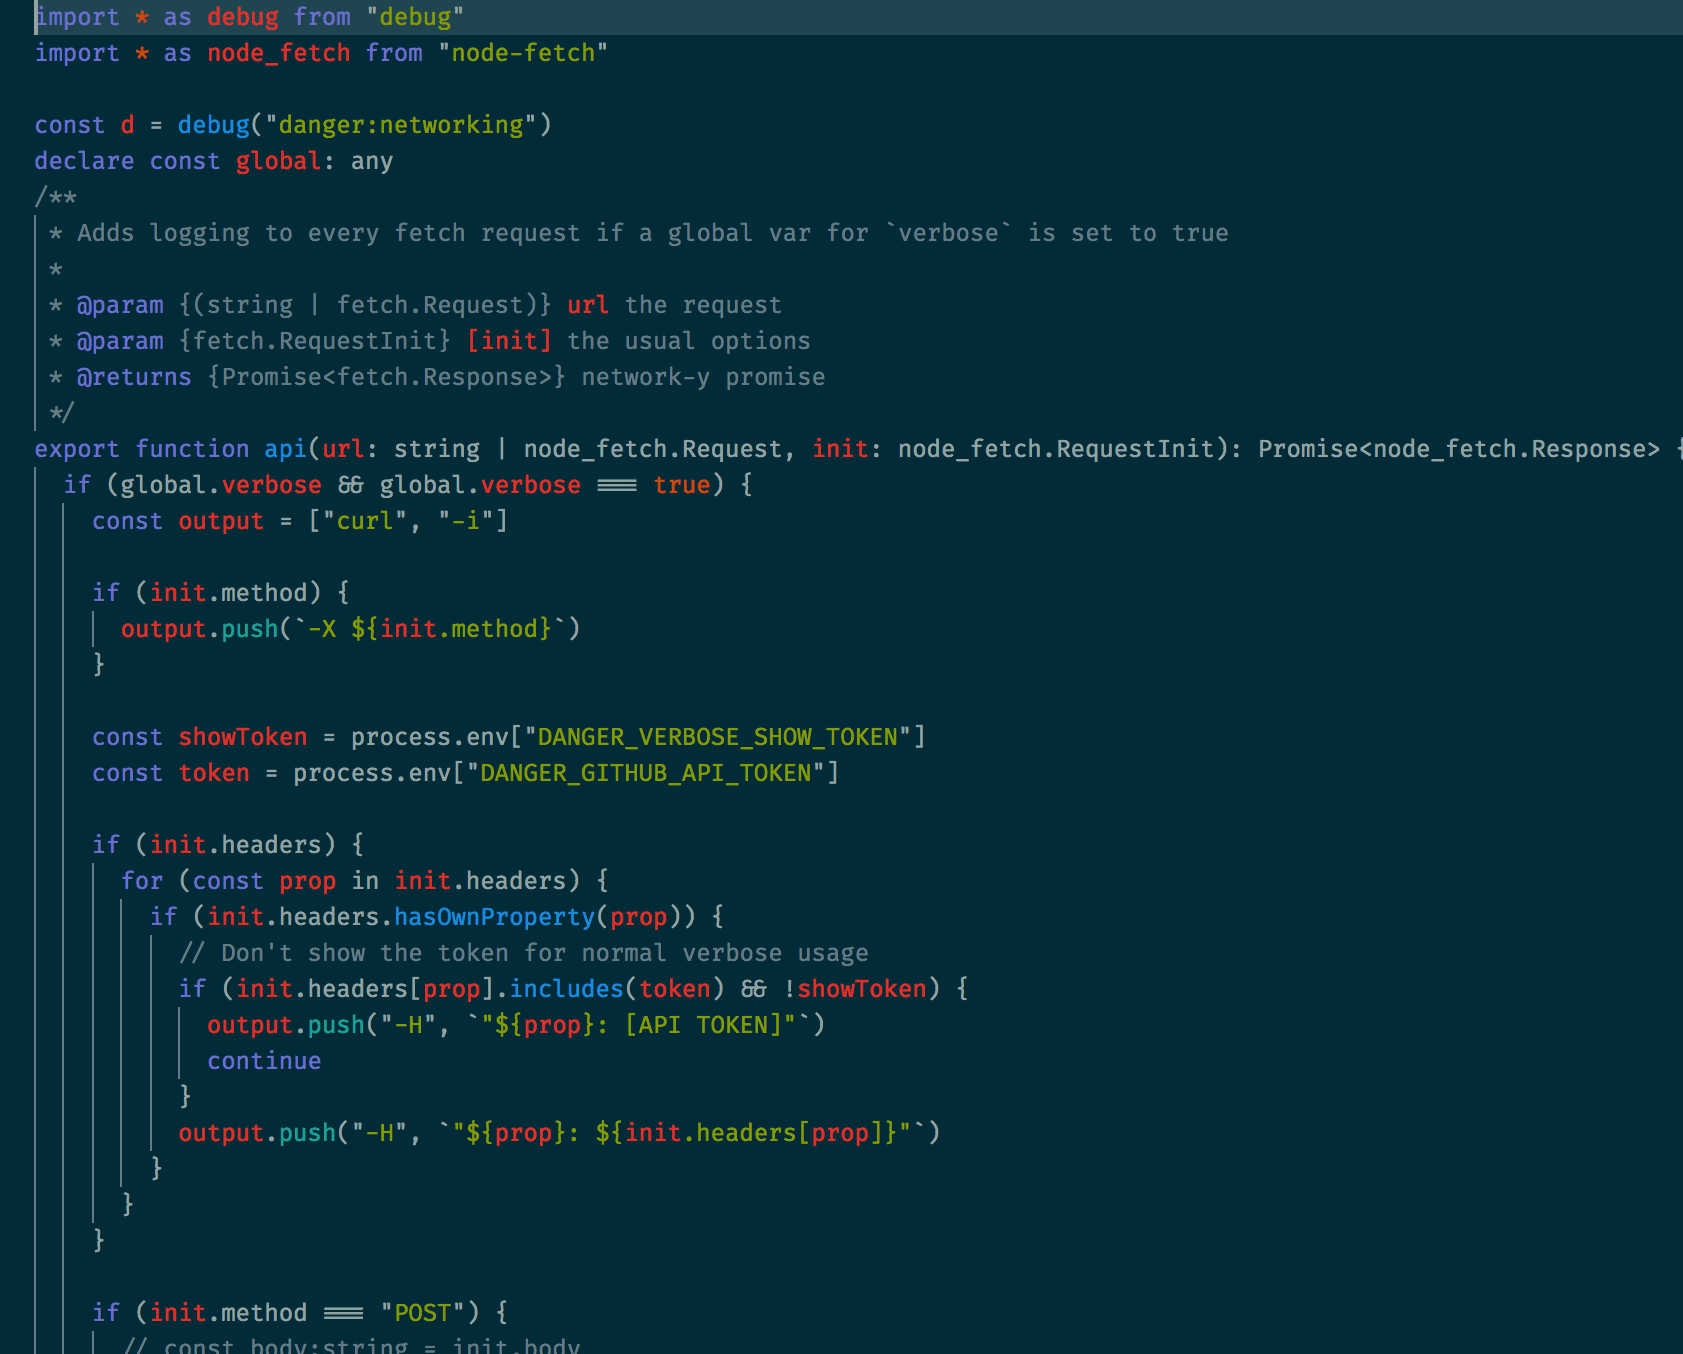 import * as debug from "debug"
import * as node_fetch from "node-fetch"

const d = debug("danger:networking")
declare const global: any
/**
 * Adds logging to every fetch request if a global var for `verbose` is set to true
 *
 * @param {(string | fetch.Request)} url the request
 * @param {fetch.RequestInit} [init] the usual options
 * @returns {Promise<fetch.Response>} network-y promise
 */
export function api(url: string | node_fetch.Request, init: node_fetch.RequestInit): Promise<node_fetch.Response> {
  if (global.verbose && global.verbose === true) {
    const output = ["curl", "-i"]

    if (init.method) {
      output.push(`-X ${init.method}`)
    }

    const showToken = process.env["DANGER_VERBOSE_SHOW_TOKEN"]
    const token = process.env["DANGER_GITHUB_API_TOKEN"]

    if (init.headers) {
      for (const prop in init.headers) {
        if (init.headers.hasOwnProperty(prop)) {
          // Don't show the token for normal verbose usage
          if (init.headers[prop].includes(token) && !showToken) {
            output.push("-H", `"${prop}: [API TOKEN]"`)
            continue
          }
          output.push("-H", `"${prop}: ${init.headers[prop]}"`)
        }
      }
    }

    if (init.method === "POST") {
      // const body:string = init.body